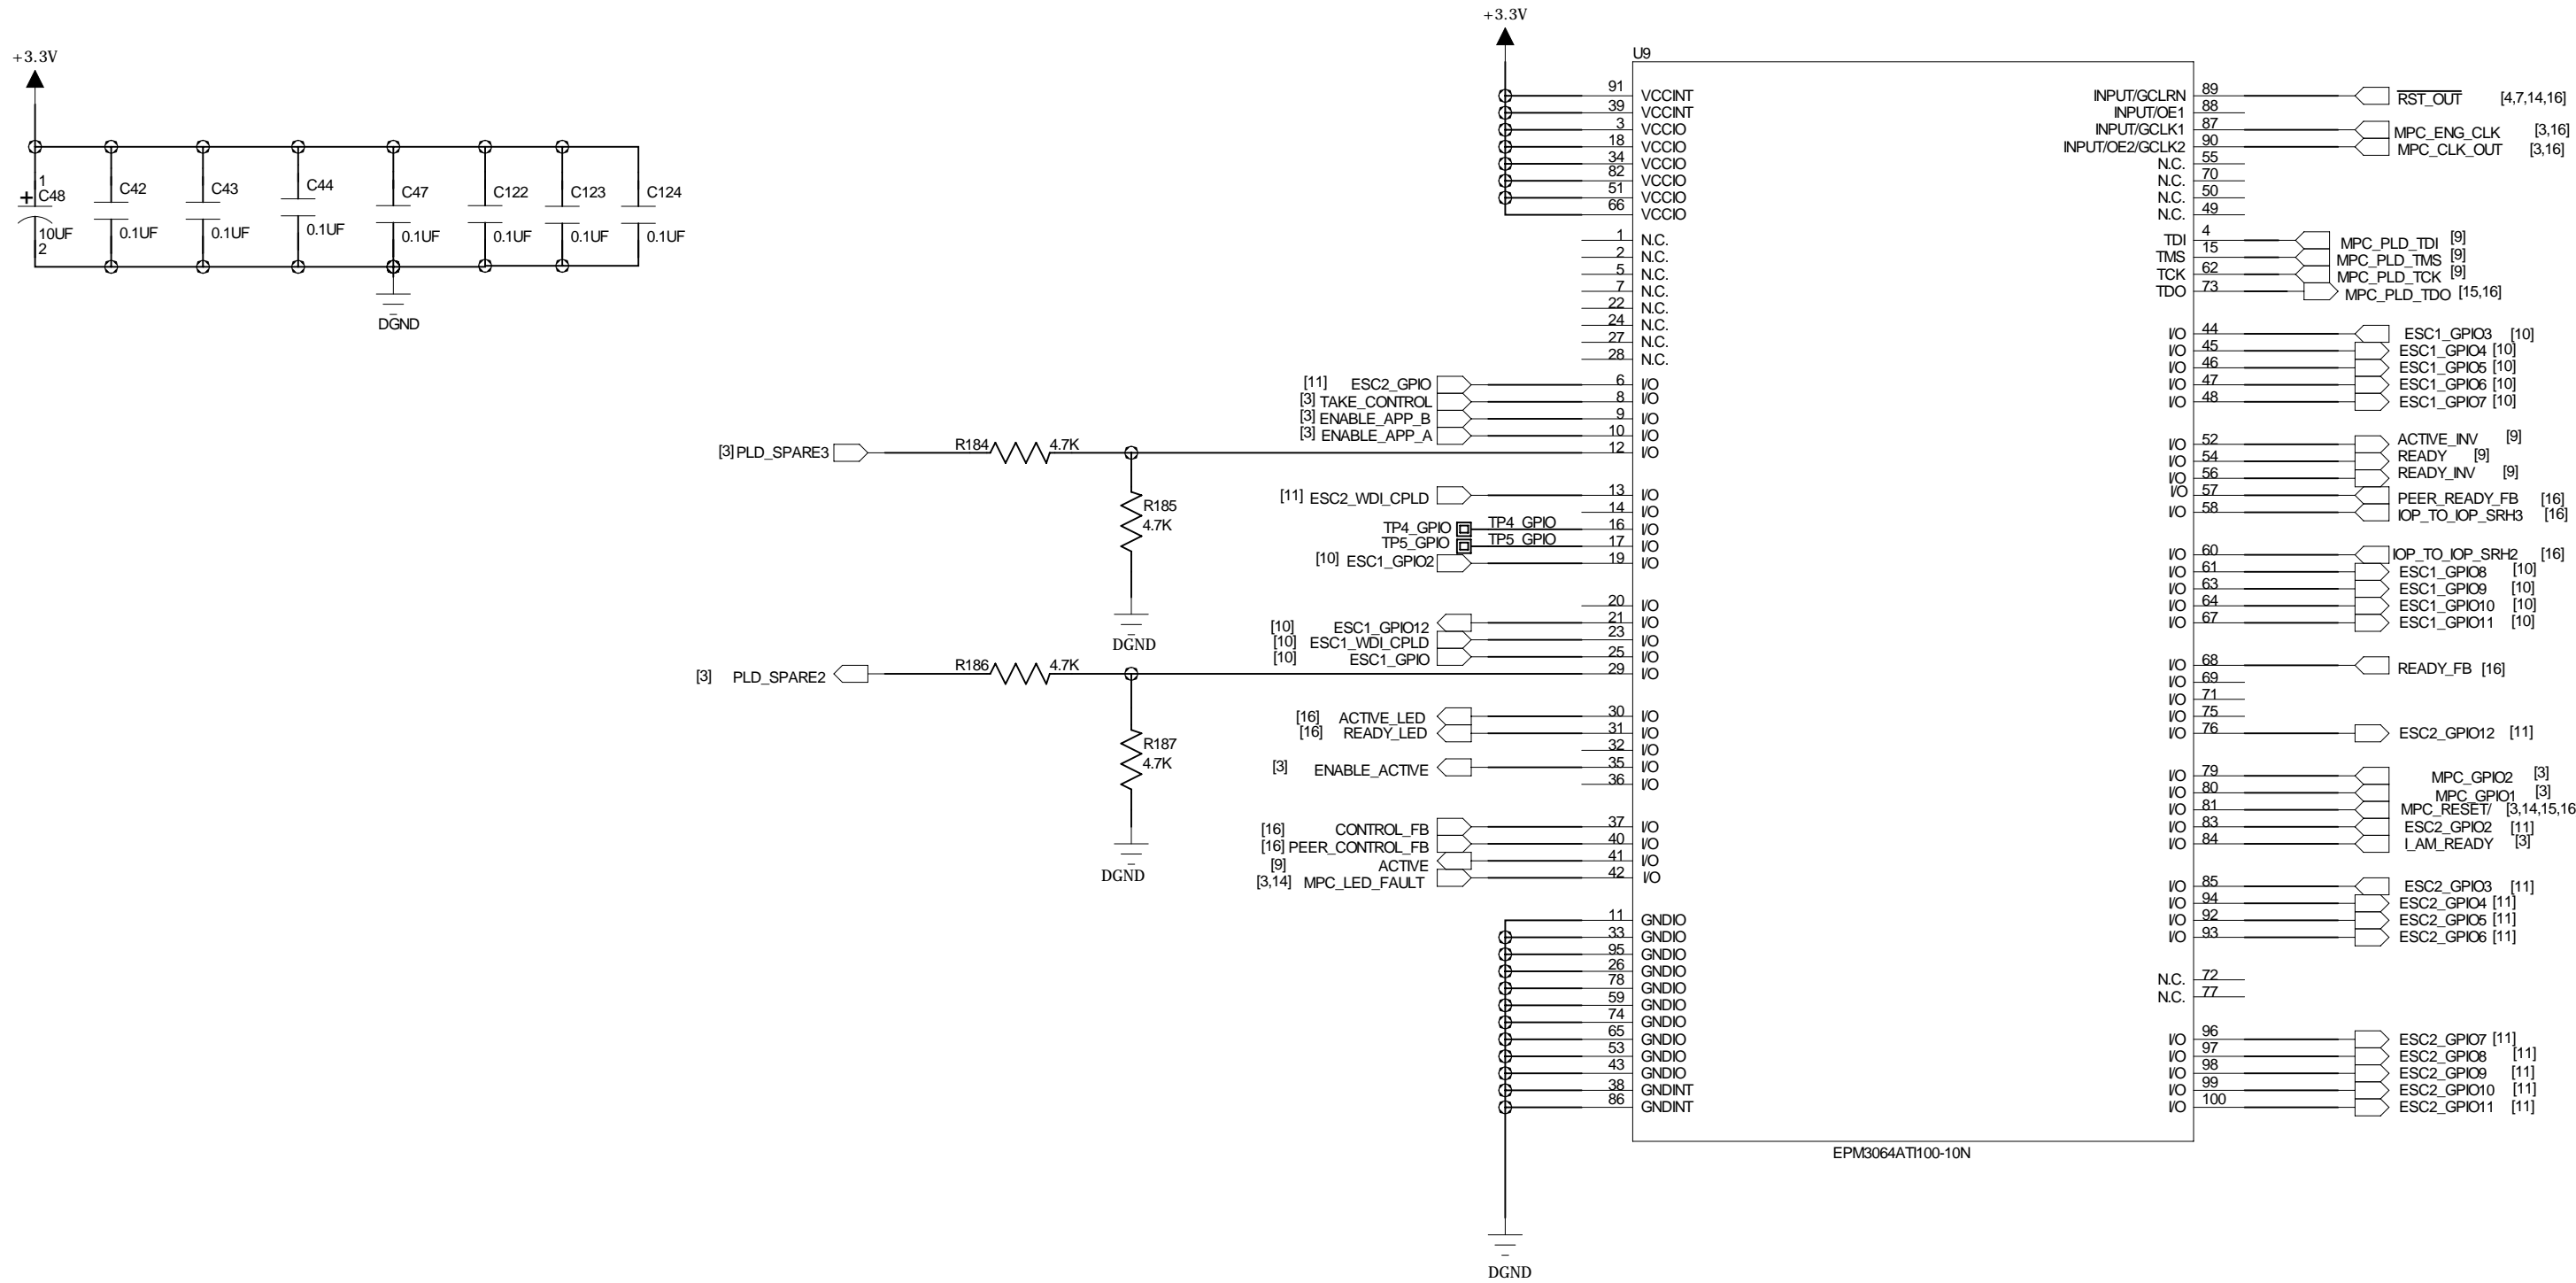 +3.3V
1
+ C48
10UF
2
C42
0.1UF
C43
0.1UF
C44
0.1UF
C47
0.1UF
C122
0.1UF
C123
0.1UF
C124
0.1UF
DGND
[3] PLD_SPARE3
R184 4.7K
R185
4.7K
DGND
[3] PLD_SPARE2
R186 4.7K
R187
4.7K
DGND
+3.3V
U9
91 VCCINT
39 VCCINT
3 VCCIO
18 VCCIO
34 VCCIO
82 VCCIO
51 VCCIO
66 VCCIO
1 N.C.
2 N.C.
5 N.C.
7 N.C.
22 N.C.
24 N.C.
27 N.C.
28 N.C.
[11] ESC2_GPIO 6 I/O
[3] TAKE_CONTROL 8 I/O
[3] ENABLE_APP_B 9 I/O
[3] ENABLE_APP_A 10 I/O
12 I/O
[11] ESC2_WDI_CPLD 13 I/O
14 I/O
TP4_GPIO TP4_GPIO 16 I/O
TP5_GPIO TP5_GPIO 17 I/O
[10] ESC1_GPIO2 19 I/O
20 I/O
[10] ESC1_GPIO12 21 I/O
[10] ESC1_WDI_CPLD 23 I/O
[10] ESC1_GPIO 25 I/O
29 I/O
[16] ACTIVE_LED 30 I/O
[16] READY_LED 31 I/O
32 I/O
[3] ENABLE_ACTIVE 35 I/O
36 I/O
[16] CONTROL_FB 37 I/O
[16] PEER_CONTROL_FB 40 I/O
[9] ACTIVE 41 I/O
[3,14] MPC_LED_FAULT 42 I/O
11 GNDIO
33 GNDIO
95 GNDIO
26 GNDIO
78 GNDIO
59 GNDIO
74 GNDIO
65 GNDIO
53 GNDIO
43 GNDIO
38 GNDINT
86 GNDINT
DGND
INPUT/GCLRN 89 RST_OUT [4,7,14,16]
INPUT/OE1 88
INPUT/GCLK1 87 MPC_ENG_CLK [3,16]
INPUT/OE2/GCLK2 90 MPC_CLK_OUT [3,16]
N.C. 55
N.C. 70
N.C. 50
N.C. 49
TDI 4 MPC_PLD_TDI [9]
TMS 15 MPC_PLD_TMS [9]
TCK 62 MPC_PLD_TCK [9]
TDO 73 MPC_PLD_TDO [15,16]
I/O 44 ESC1_GPIO3 [10]
I/O 45 ESC1_GPIO4 [10]
I/O 46 ESC1_GPIO5 [10]
I/O 47 ESC1_GPIO6 [10]
I/O 48 ESC1_GPIO7 [10]
I/O 52 ACTIVE_INV [9]
I/O 54 READY [9]
I/O 56 READY_INV [9]
I/O 57 PEER_READY_FB [16]
I/O 58 IOP_TO_IOP_SRH3 [16]
I/O 60 IOP_TO_IOP_SRH2 [16]
I/O 61 ESC1_GPIO8 [10]
I/O 63 ESC1_GPIO9 [10]
I/O 64 ESC1_GPIO10 [10]
I/O 67 ESC1_GPIO11 [10]
I/O 68 READY_FB [16]
I/O 69
I/O 71
I/O 75
I/O 76 ESC2_GPIO12 [11]
I/O 79 MPC_GPIO2 [3]
I/O 80 MPC_GPIO1 [3]
I/O 81 MPC_RESET/ [3,14,15,16
I/O 83 ESC2_GPIO2 [11]
I/O 84 I_AM_READY [3]
I/O 85 ESC2_GPIO3 [11]
I/O 94 ESC2_GPIO4 [11]
I/O 92 ESC2_GPIO5 [11]
I/O 93 ESC2_GPIO6 [11]
N.C. 72
N.C. 77
I/O 96 ESC2_GPIO7 [11]
I/O 97 ESC2_GPIO8 [11]
I/O 98 ESC2_GPIO9 [11]
I/O 99 ESC2_GPIO10 [11]
I/O 100 ESC2_GPIO11 [11]
EPM3064ATI100-10N